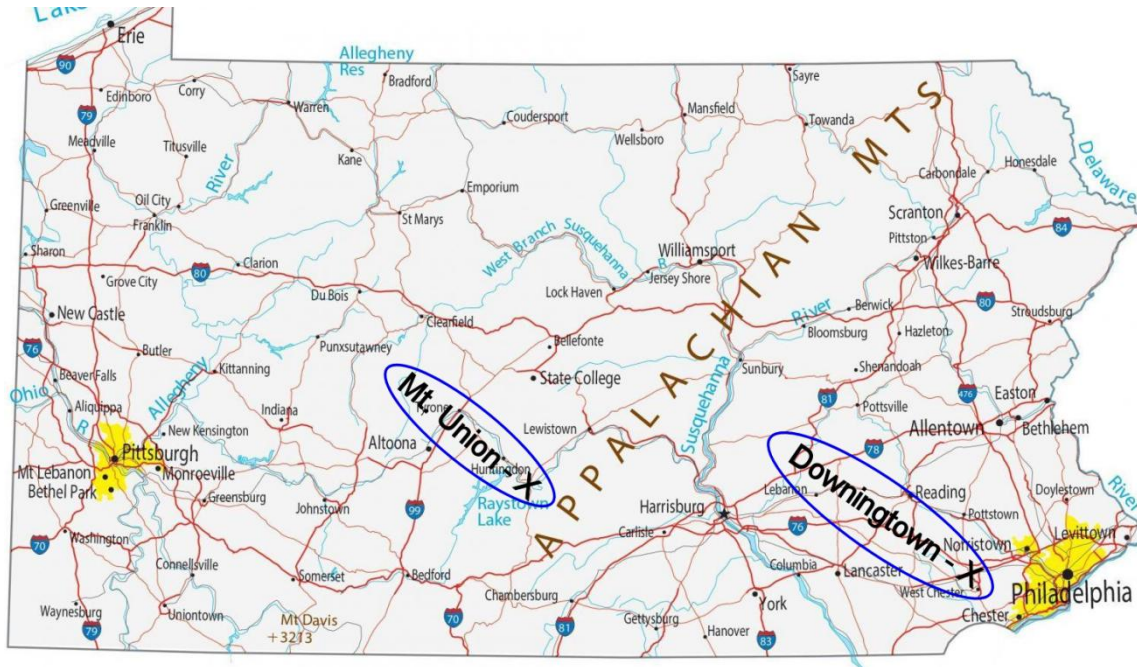 Lake
Erie
90
Edinboro
Corry
Warren
Allegheny
Res
Bradford
Coudersport
Wellsboro
Mansfield
Sayre
Towanda
79
Meadville
Titusville
Kane
Emporium
Carbondale
Honesdale
Delaware
Greenville
Oil City
Franklin
River
St Marys
West Branch Susquehanna R
Williamsport
Jersey Shore
Lock Haven
Scranton
84
Pittston
Wilkes-Barre
Sharon
80
Clarion
Grove City
Du Bois
Clearfield
Berwick
80
Bloomsburg
River
Stroudsburg
New Castle
Punxsutawney
Bellefonte
State College
Hazleton
Sunbury
Shenandoah
76
Butler
Kittanning
Beaver Falls
Ohio
R
Aliquippa
Allegheny
Indiana
Tyrone
Mt. Union - X
Altoona
Huntingdon
Lewistown
Raystown
Lake
APPALACHIAN MTS
Susquehanna
81
Pottsville
476
Easton
Allentown
Bethlehem
78
New Kensington
Pittsburgh
Monroeville
Mt Lebanon
Bethel Park
Greensburg
Johnstown
99
Downingtown - X
Lebanon
Reading
Doylestown
River
Pottstown
Harrisburg
Carlisle
76
Norristown
Levittown
70
Washington
Connellsville
Somerset
Bedford
Chambersburg
Columbia
Lancaster
West Chester
Philadelphia
Chester
Waynesburg
79
Uniontown
Mt Davis
+3213
70
81
Gettysburg
York
Hanover
83